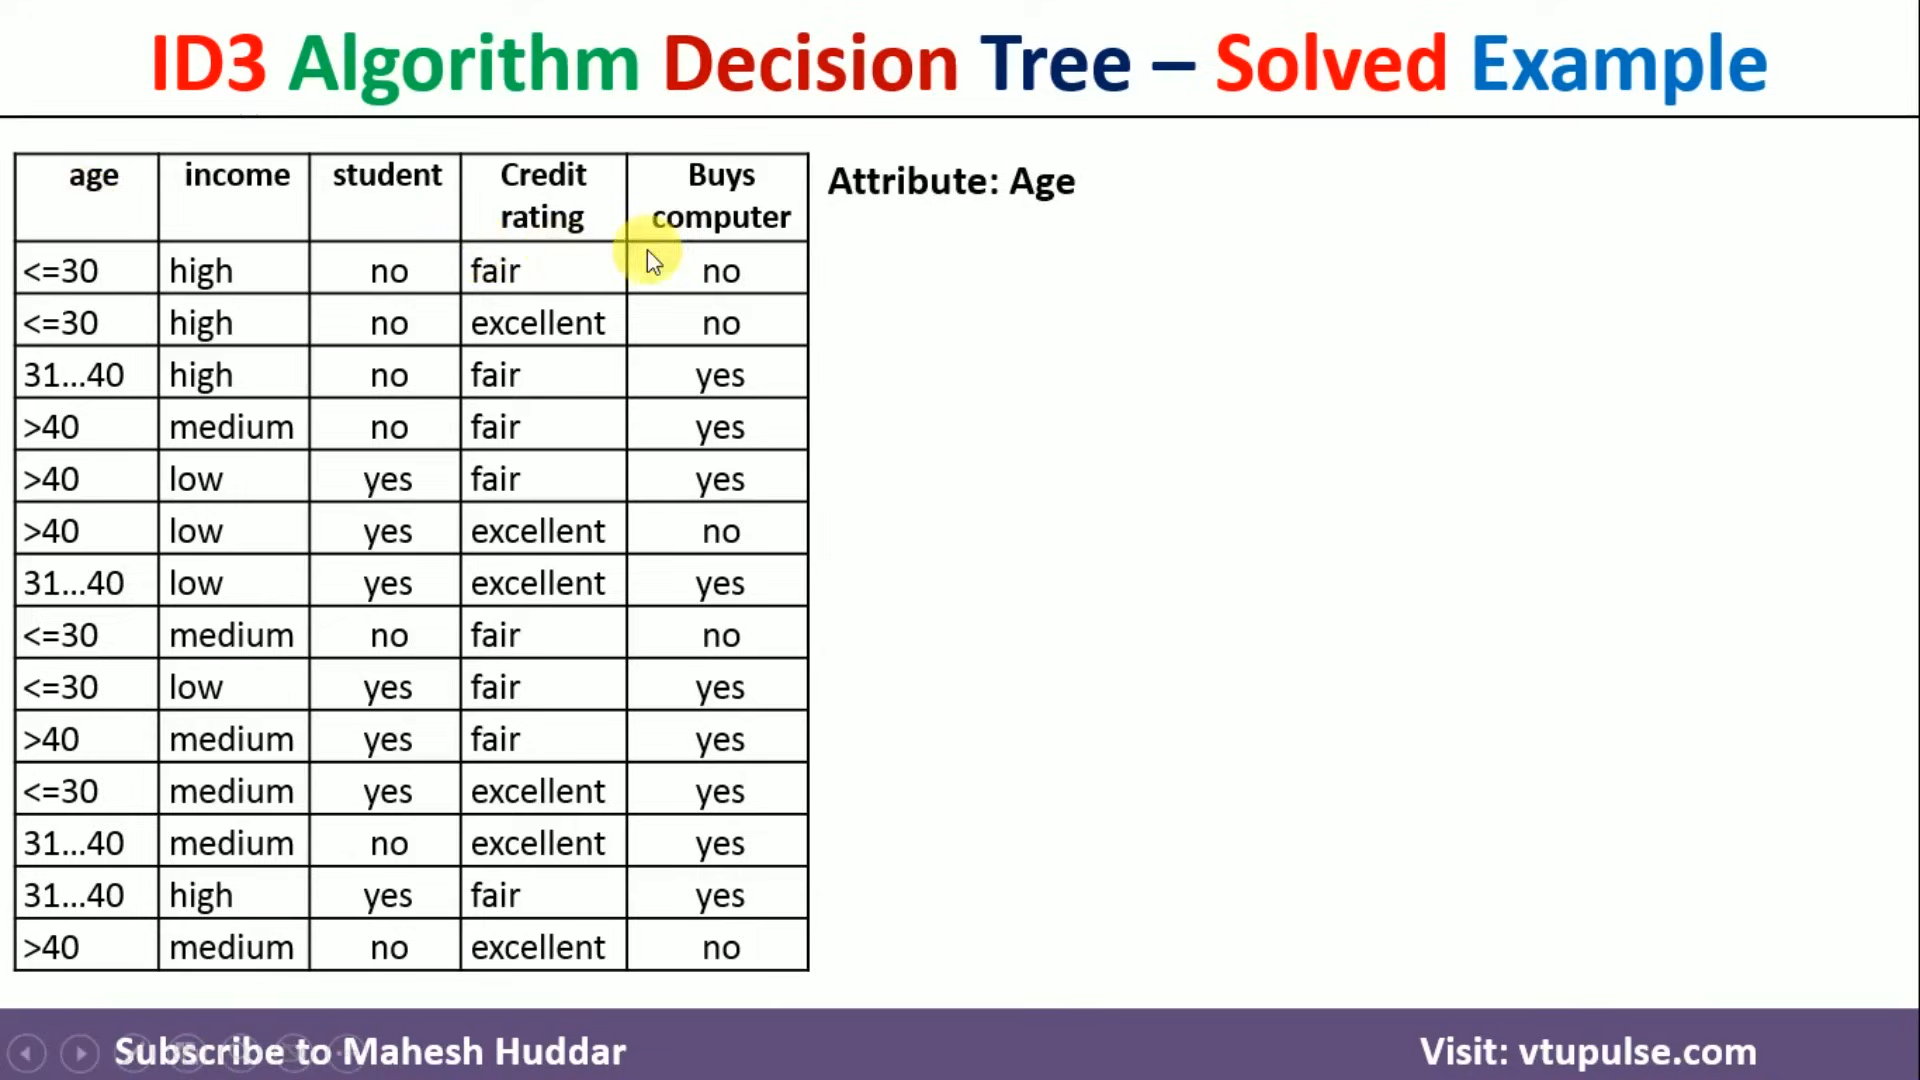 ID3 Algorithm Decision Tree – Solved Example
age income student Credit rating Buys computer
<=30 high no fair no
<=30 high no excellent no
31…40 high no fair yes
>40 medium no fair yes
>40 low yes fair yes
>40 low yes excellent no
31…40 low yes excellent yes
<=30 medium no fair no
<=30 low yes fair yes
>40 medium yes fair yes
<=30 medium yes excellent yes
31…40 medium no excellent yes
31…40 high yes fair yes
>40 medium no excellent no
Attribute: Age
Subscribe to Mahesh Huddar
Visit: vtupulse.com